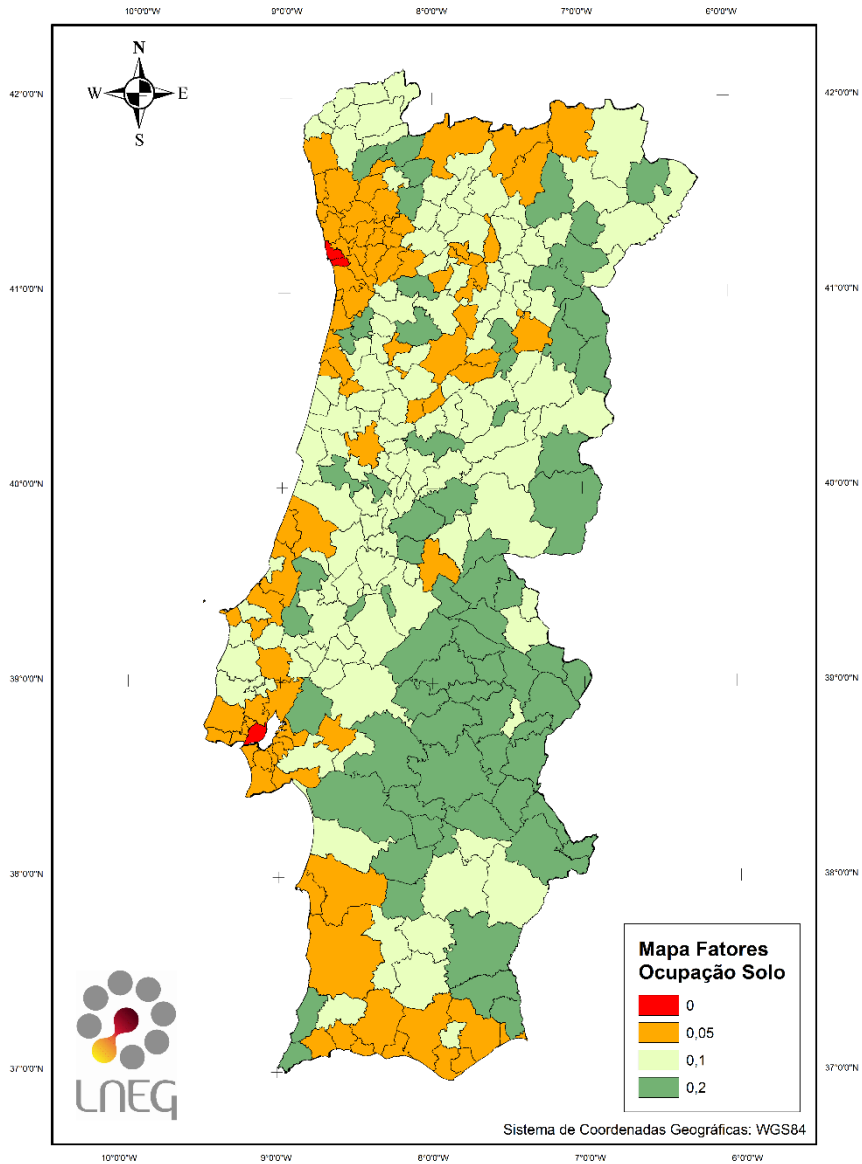 10°0'0"W 9°0'0"W 8°0'0"W 7°0'0"W 6°0'0"W
N
W E
S
42°0'0"N 42°0'0"N
41°0'0"N 41°0'0"N
40°0'0"N 40°0'0"N
39°0'0"N 39°0'0"N
38°0'0"N 38°0'0"N
37°0'0"N 37°0'0"N
Mapa Fatores
Ocupação Solo
0
0,05
0,1
0,2
LNEG
Sistema de Coordenadas Geográficas: WGS84
10°0'0"W 9°0'0"W 8°0'0"W 7°0'0"W 6°0'0"W